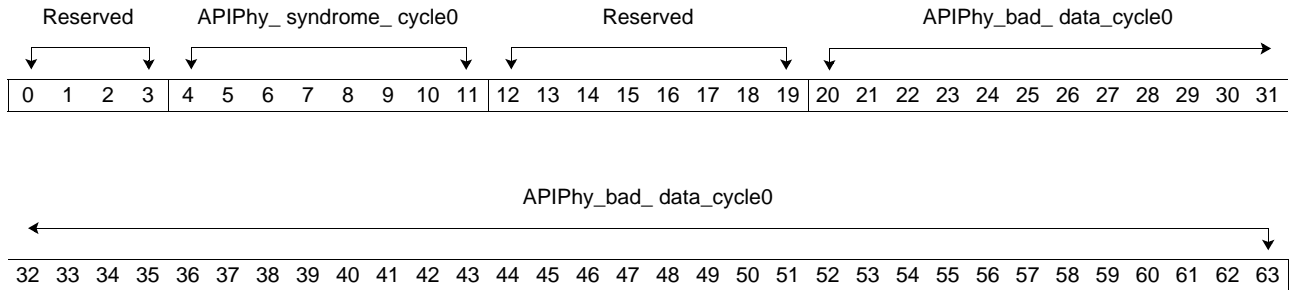 Reserved APIPhy_ syndrome_ cycle0 Reserved APIPhy_bad_ data_cycle0
0 1 2 3 4 5 6 7 8 9 10 11 12 13 14 15 16 17 18 19 20 21 22 23 24 25 26 27 28 29 30 31
APIPhy_bad_ data_cycle0
32 33 34 35 36 37 38 39 40 41 42 43 44 45 46 47 48 49 50 51 52 53 54 55 56 57 58 59 60 61 62 63